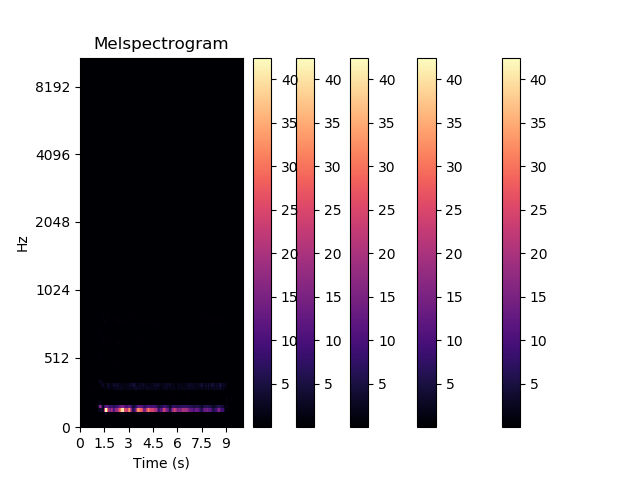 Melspectrogram
8192
4096
2048
1024
512
0
Hz
0 1.5 3 4.5 6 7.5 9
Time (s)
40 40 40 40 40
35 35 35 35 35
30 30 30 30 30
25 25 25 25 25
20 20 20 20 20
15 15 15 15 15
10 10 10 10 10
5 5 5 5 5